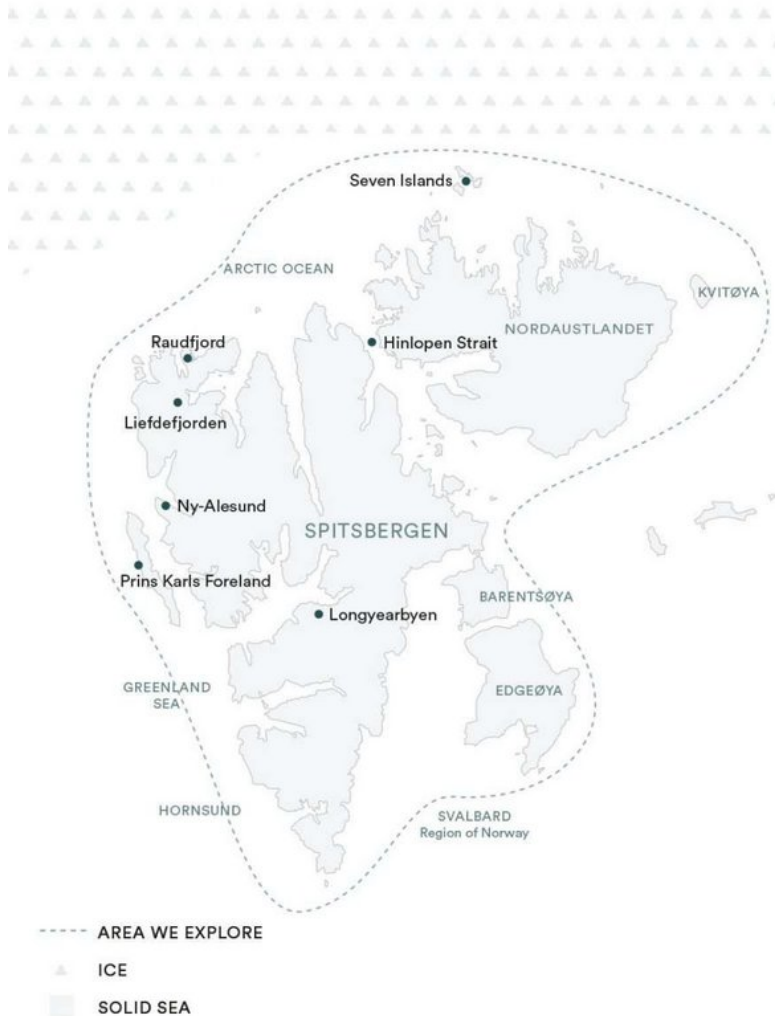 Seven Islands
ARCTIC OCEAN
KVITØYA
NORDAUSTLANDET
Raudfjord
Hinlopen Strait
Liefdefjorden
Ny-Alesund
SPITSBERGEN
Prins Karls Foreland
BARENTSØYA
Longyearbyen
GREENLAND
SEA
EDGEØYA
HORNSUND
SVALBARD
Region of Norway
AREA WE EXPLORE
ICE
SOLID SEA